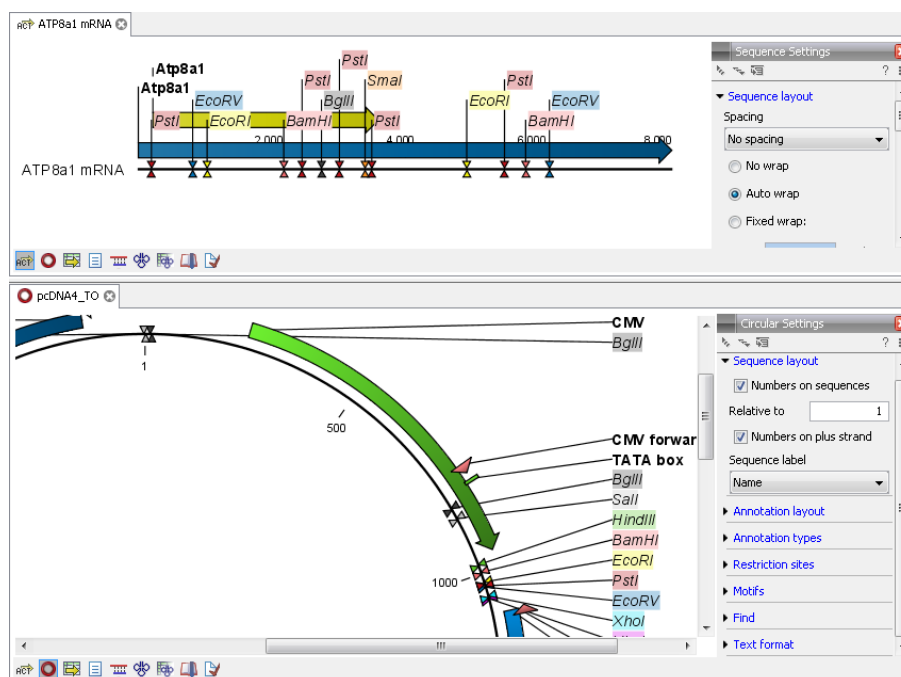 ATP8a1 mRNA
Sequence Settings
?
Sequence layout
Spacing
No spacing
No wrap
Auto wrap
Fixed wrap:
PstI
Atp8a1
PstI
SmaI
PstI
Atp8a1
EcoRV
BglII
EcoRI
EcoRV
PstI
EcoRI
BamHI
PstI
BamHI
2.000
4 000
6 000
8.000
ATP8a1 mRNA
pcDNA4_TO
Circular Settings
?
Sequence layout
Numbers on sequences
Relative to
1
Numbers on plus strand
Sequence label
Name
Annotation layout
Annotation types
Restriction sites
Motifs
Find
Text format
CMV
BglII
1
500
CMV forwar
TATA box
BglII
SalI
HindIII
BamHI
EcoRI
1000
PstI
EcoRV
XhoI